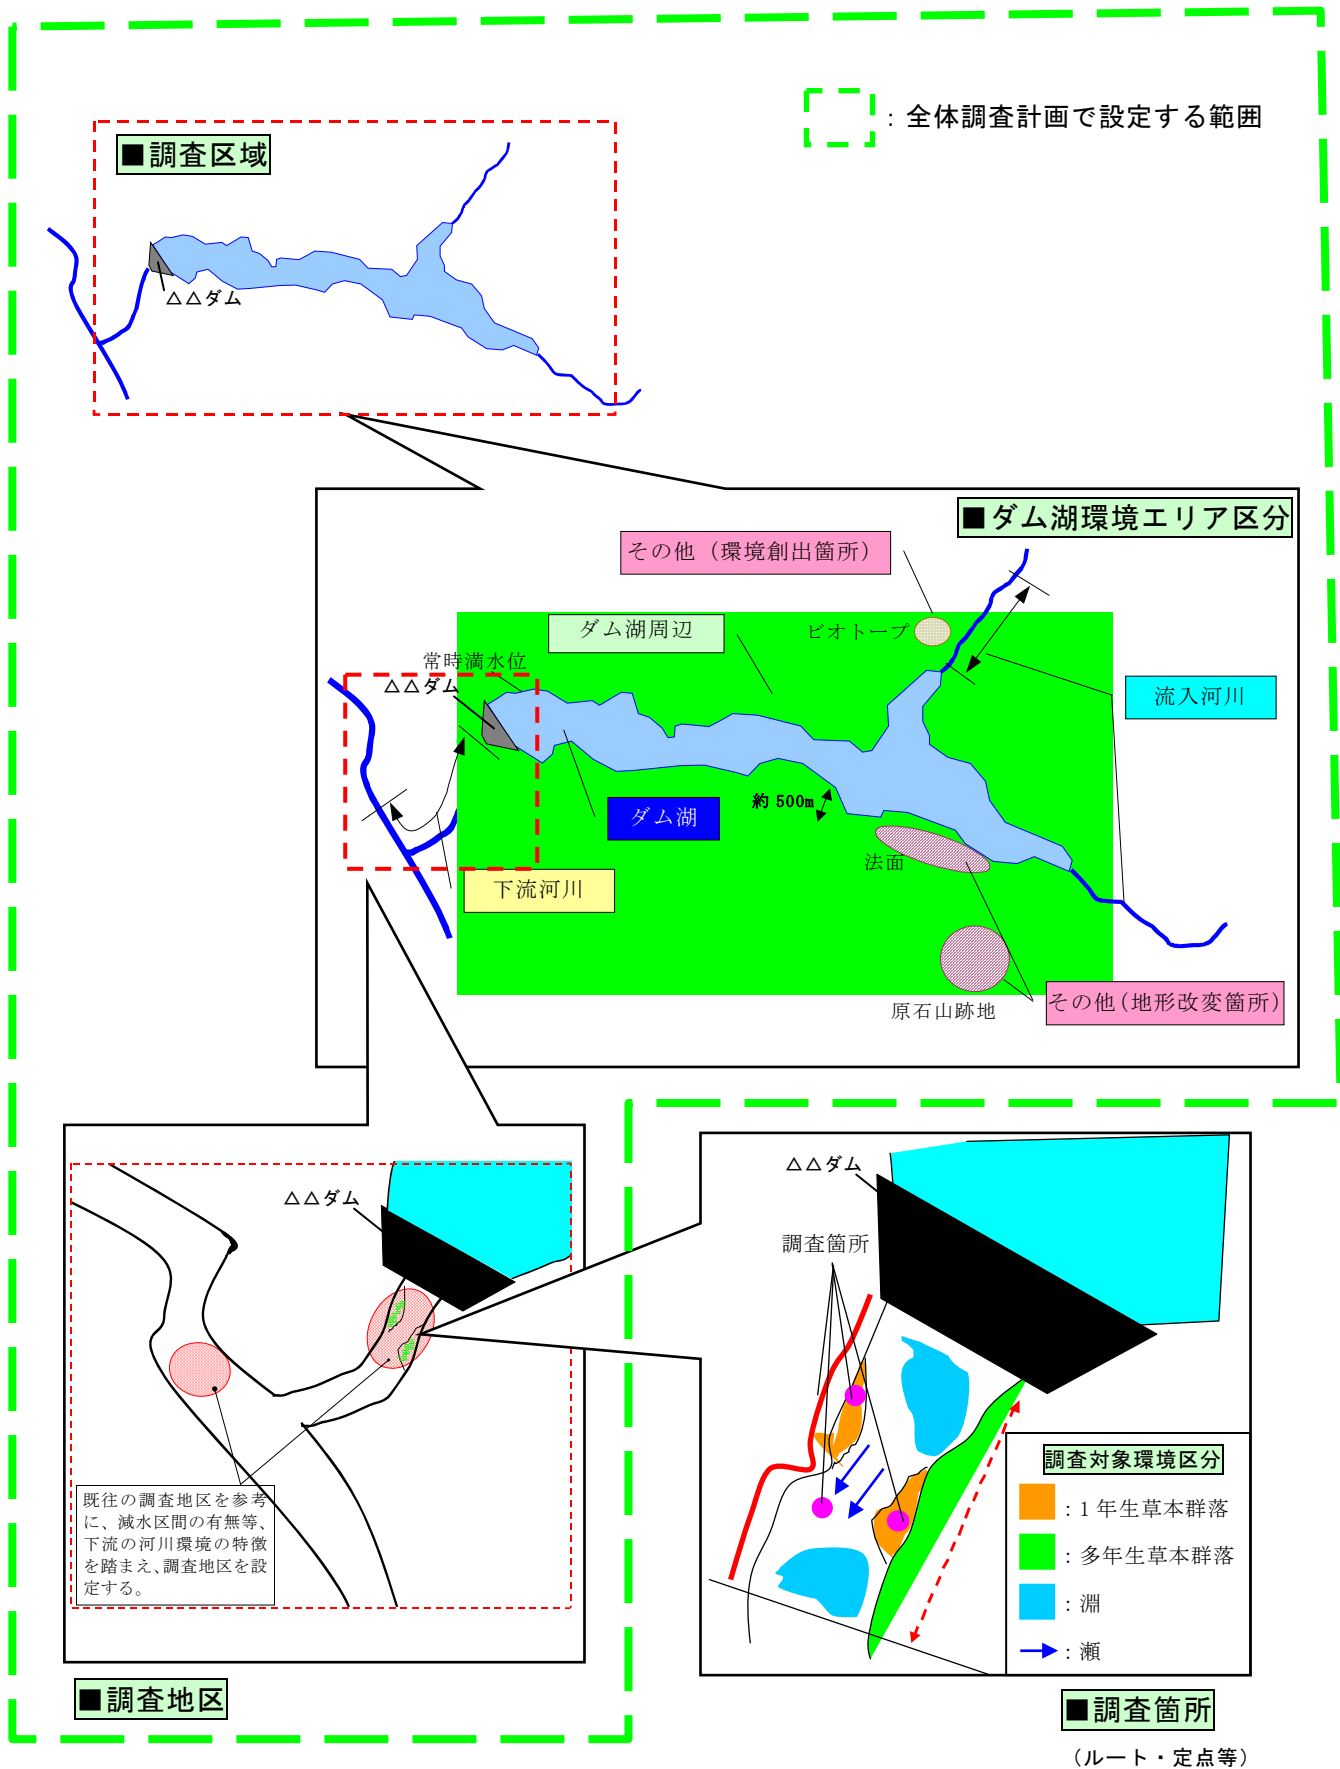 ：全体調査計画で設定する範囲
■調査区域
△△ダム
■ダム湖環境エリア区分
その他（環境創出箇所）
ダム湖周辺
ビオトープ
常時満水位
△△ダム
流入河川
約 500m
ダム湖
法面
下流河川
原石山跡地
その他(地形改変箇所)
△△ダム
既往の調査地区を参考
に、減水区間の有無等、
下流の河川環境の特徴
を踏まえ、調査地区を設
定する。
■調査地区
△△ダム
調査箇所
調査対象環境区分
：1 年生草本群落
：多年生草本群落
：淵
：瀬
■調査箇所
（ルート・定点等）